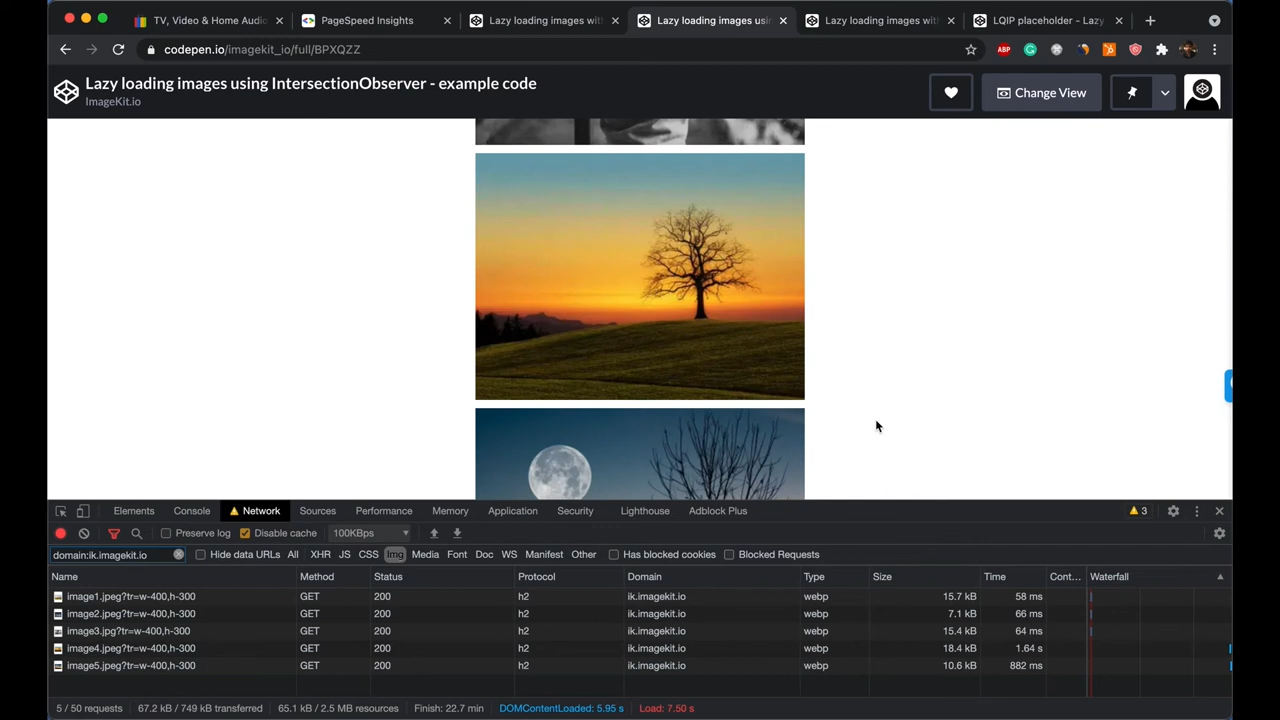 TV, Video & Home Audio
PageSpeed Insights
Lazy loading images with
Lazy loading images usin
Lazy loading images with
LQIP placeholder - Lazy
codepen.io/imagekit_io/full/BPXQZZ
ABP
Lazy loading images using IntersectionObserver - example code
ImageKit.io
Change View
Elements Console Network Sources Performance Memory Application Security Lighthouse Adblock Plus 3
Preserve log Disable cache 100KBps
domain:ik.imagekit.io Hide data URLs All XHR JS CSS Img Media Font Doc WS Manifest Other Has blocked cookies Blocked Requests
Name Method Status Protocol Domain Type Size Time Cont... Waterfall
image1.jpeg?tr=w-400,h-300 GET 200 h2 ik.imagekit.io webp 15.7 kB 58 ms
image2.jpeg?tr=w-400,h-300 GET 200 h2 ik.imagekit.io webp 7.1 kB 66 ms
image3.jpg?tr=w-400,h-300 GET 200 h2 ik.imagekit.io webp 15.4 kB 64 ms
image4.jpeg?tr=w-400,h-300 GET 200 h2 ik.imagekit.io webp 18.4 kB 1.64 s
image5.jpeg?tr=w-400,h-300 GET 200 h2 ik.imagekit.io webp 10.6 kB 882 ms
5 / 50 requests 67.2 kB / 749 kB transferred 65.1 kB / 2.5 MB resources Finish: 22.7 min DOMContentLoaded: 5.95 s Load: 7.50 s